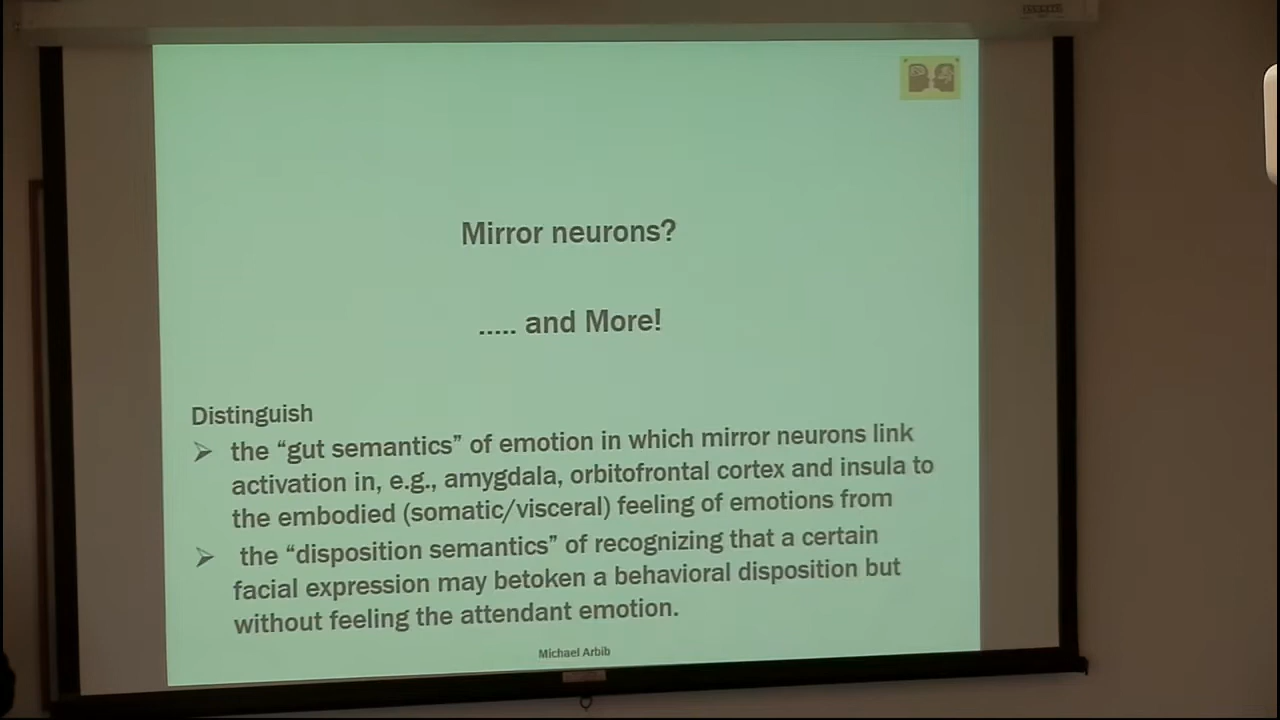 Mirror neurons?
..... and More!
Distinguish
➢ the “gut semantics” of emotion in which mirror neurons link
activation in, e.g., amygdala, orbitofrontal cortex and insula to
the embodied (somatic/visceral) feeling of emotions from
➢ the “disposition semantics” of recognizing that a certain
facial expression may betoken a behavioral disposition but
without feeling the attendant emotion.
Michael Arbib